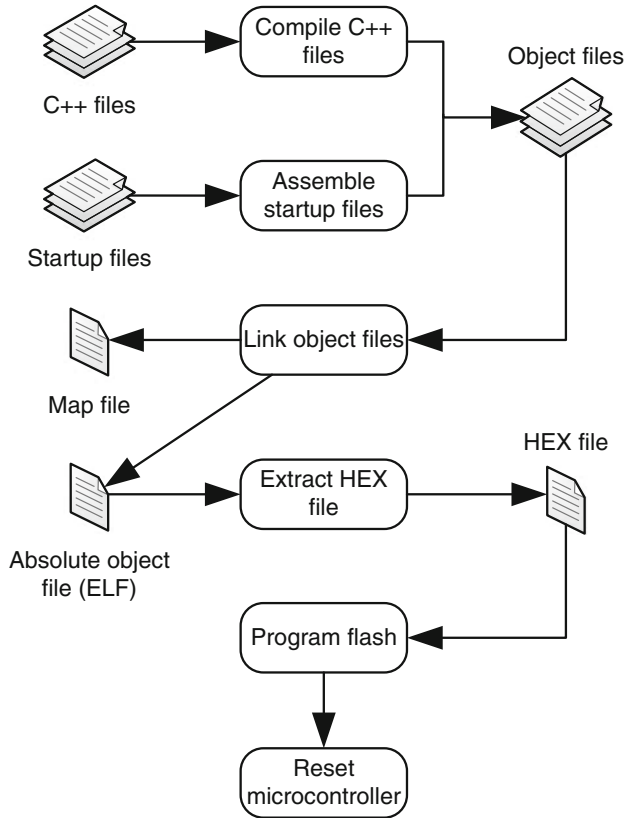 Compile C++
files
Object files
C++ files
Assemble
startup files
Startup files
Link object files
Map file
HEX file
Extract HEX
file
Absolute object
file (ELF)
Program flash
Reset
microcontroller